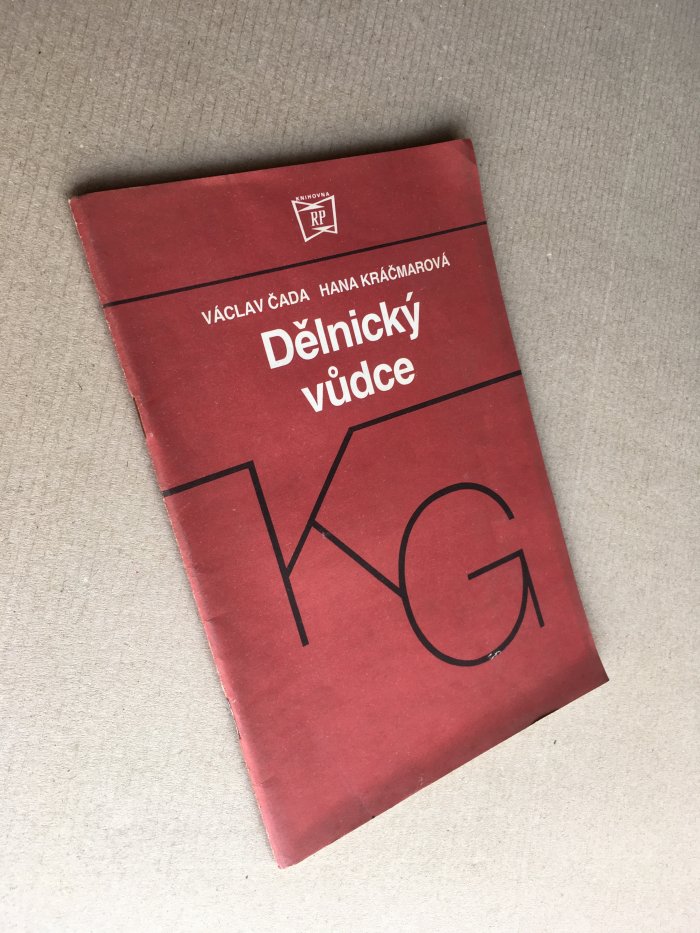 KNIHOVNA
RP
VÁCLAV ČADA HANA KRÁČMAROVÁ
Dělnický
vůdce
KG